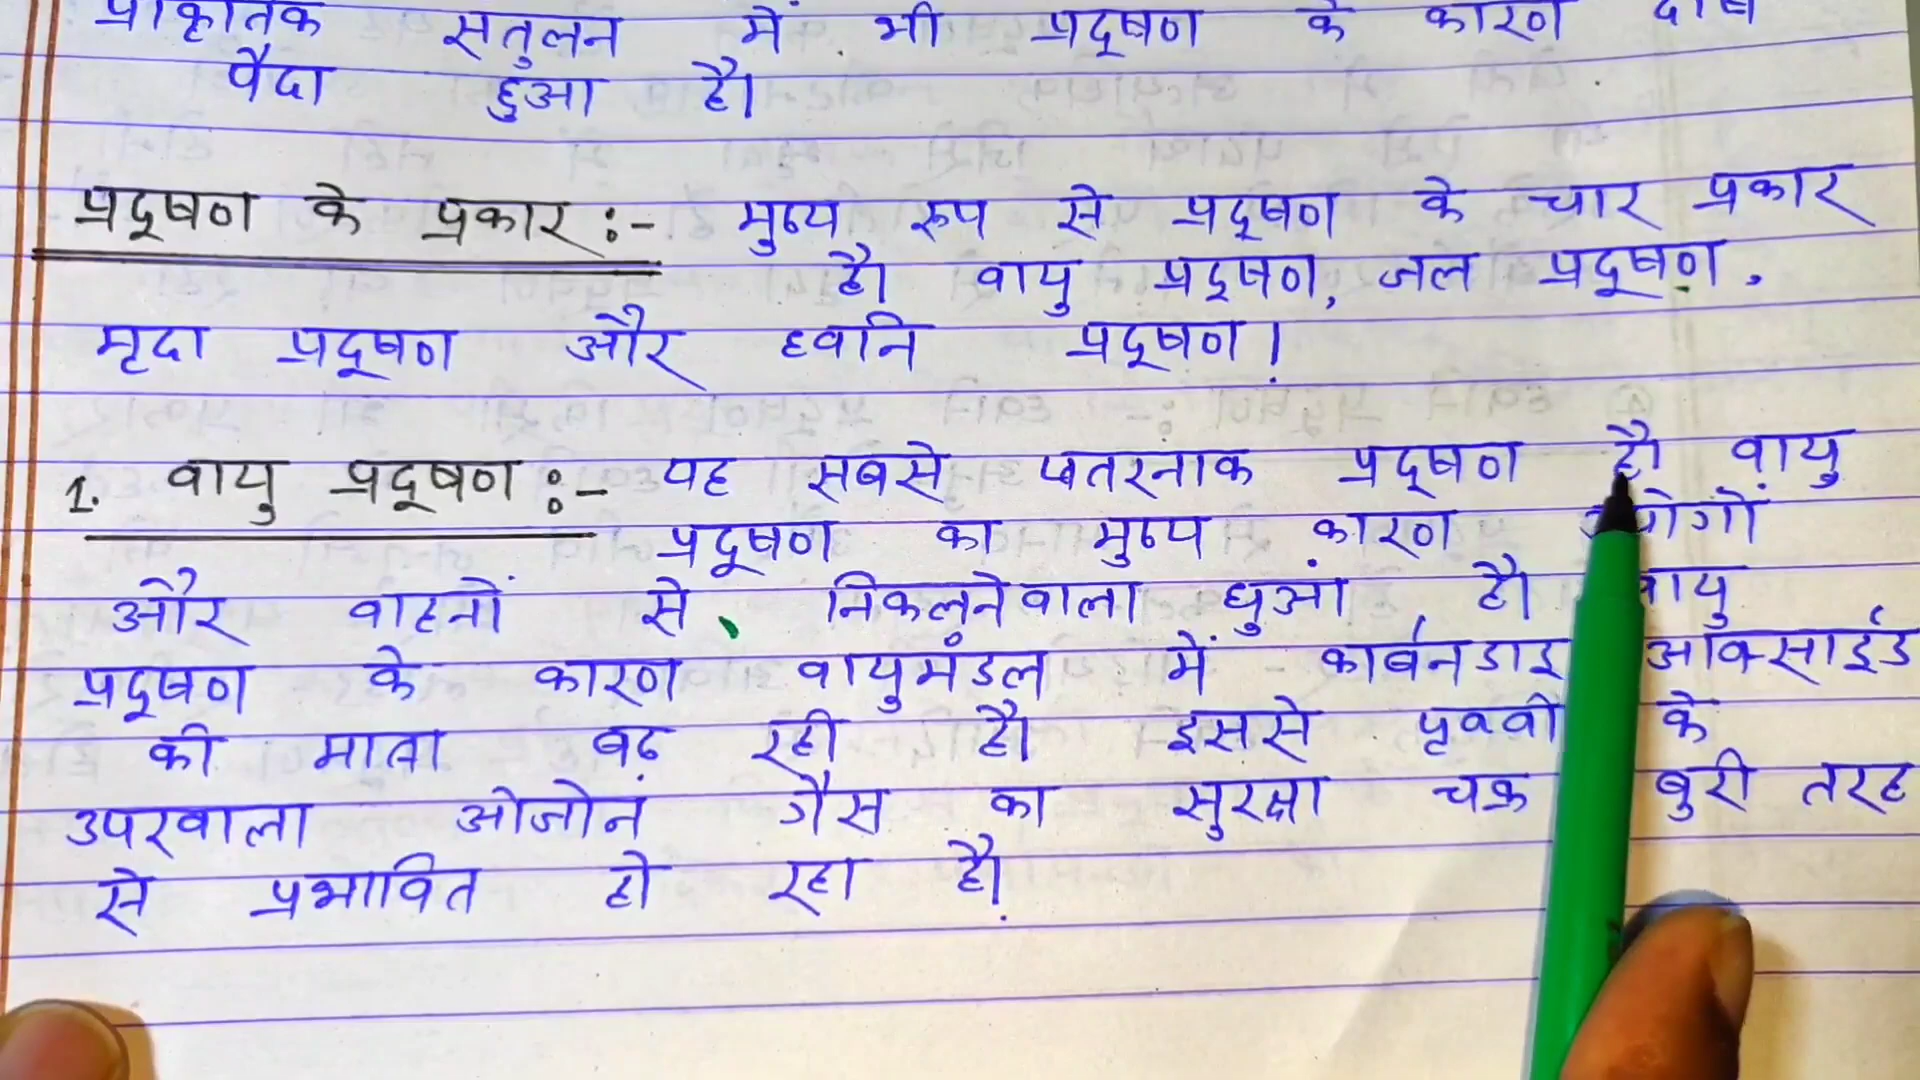 प्राकृतिक संतुलन में भी प्रदूषण के कारण दोष
पैदा हुआ है।
प्रदूषण के प्रकार :- मुख्य रूप से प्रदूषण के चार प्रकार
है। वायु प्रदूषण, जल प्रदूषण,
मृदा प्रदूषण और ध्वनि प्रदूषण।
1. वायु प्रदूषण :- यह सबसे खतरनाक प्रदूषण है। वायु
प्रदूषण का मुख्य कारण
और वाहनों से निकलनेवाला धुआं है। वायु
प्रदूषण के कारण वायुमंडल में कार्बनडाइ ऑक्साईड
की मात्रा बढ़ रही है। इससे पृथ्वी के
उपरवाला ओजोन गैस का सुरक्षा चक्र बुरी तरह
से प्रभावित हो रहा है।